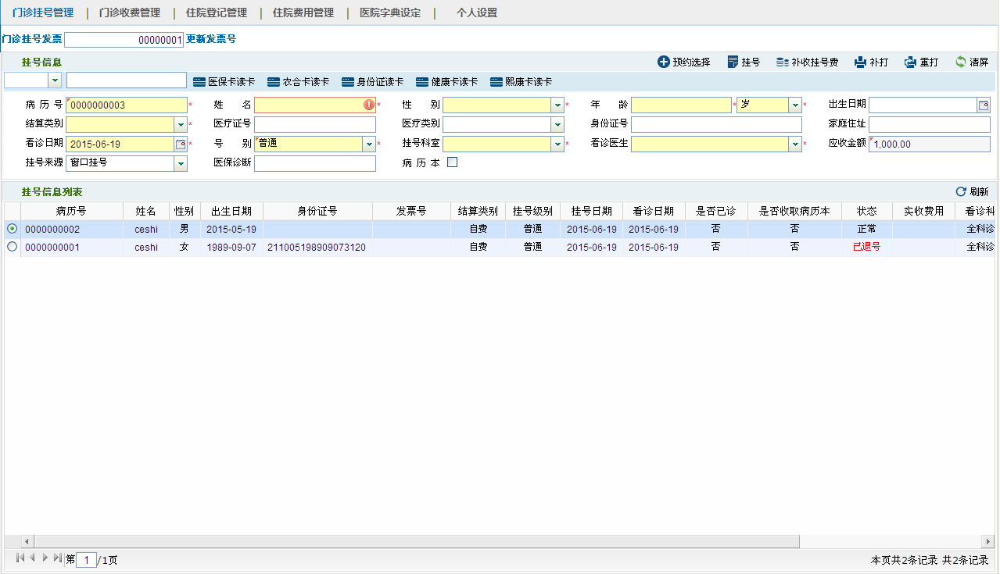 门诊挂号管理 | 门诊收费管理 | 住院登记管理 | 住院费用管理 | 医院字典设定 | 个人设置
门诊挂号发票 00000001 更新发票号
挂号信息 预约选择 挂号 补收挂号费 补打 重打 清屏
医保卡读卡 农合卡读卡 身份证读卡 健康卡读卡 熙康卡读卡
病 历 号 0000000003 * 姓 名 * 性 别 * 年 龄 * 岁 * 出生日期
结算类别 * 医疗证号 医疗类别 身份证号 家庭住址
看诊日期 2015-06-19 * 号 别 普通 * 挂号科室 * 看诊医生 * 应收金额 1,000.00
挂号来源 窗口挂号 医保诊断 病 历 本
挂号信息列表 刷新
病历号 姓名 性别 出生日期 身份证号 发票号 结算类别 挂号级别 挂号日期 看诊日期 是否已诊 是否收取病历本 状态 实收费用 看诊科
0000000002 ceshi 男 2015-05-19 自费 普通 2015-06-19 2015-06-19 否 否 正常 全科诊
0000000001 ceshi 女 1989-09-07 211005198909073120 自费 普通 2015-06-19 2015-06-19 否 否 已退号 全科诊
第 1 /1页 本页共2条记录 共2条记录